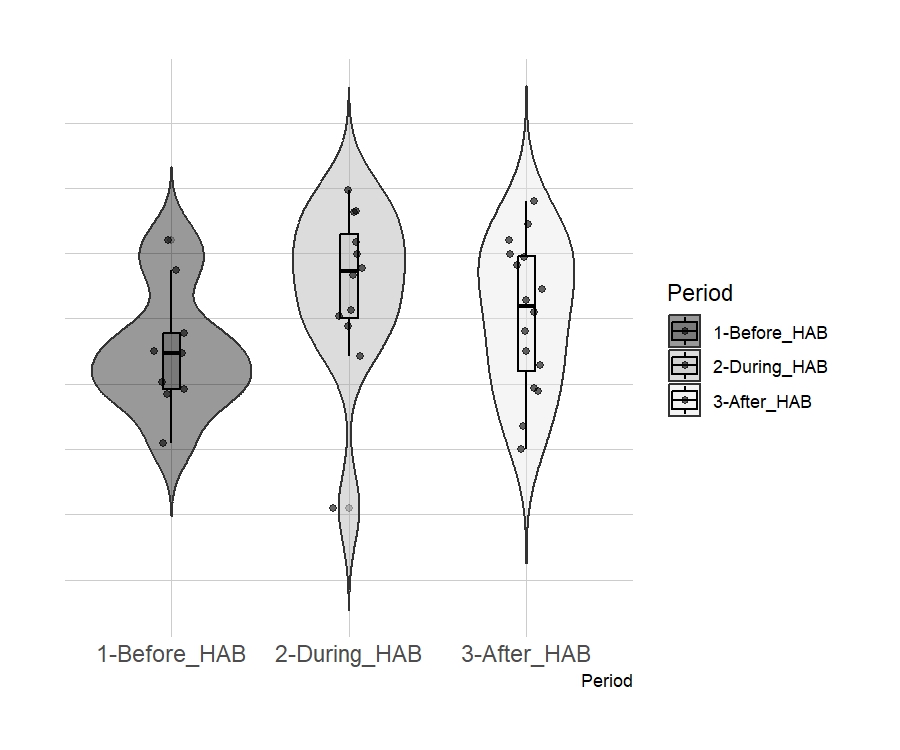 Period
1-Before_HAB
2-During_HAB
3-After_HAB
1-Before_HAB 2-During_HAB 3-After_HAB
Period